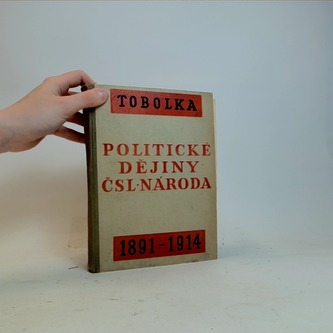 TOBOLKA
POLITICKÉ
DĚJINY
ČSL·NÁRODA
1891-1914